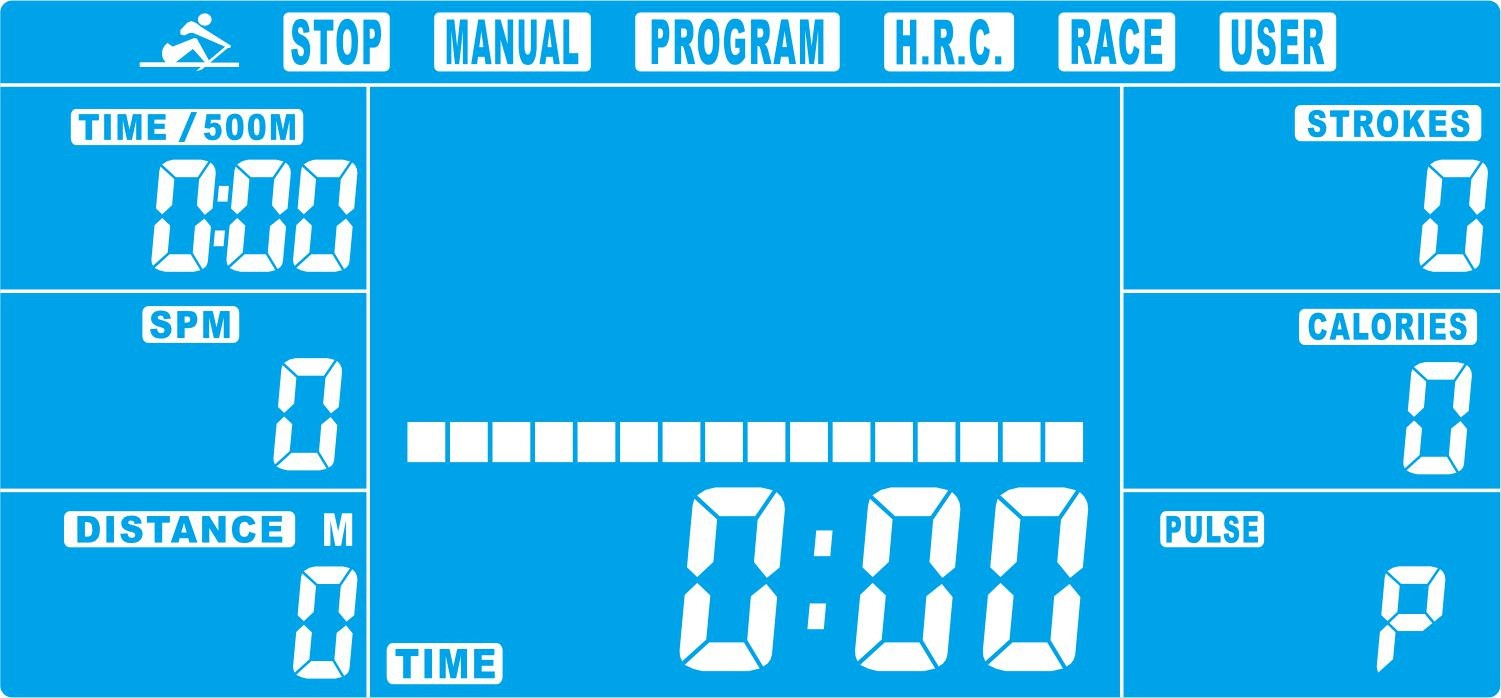 STOP MANUAL PROGRAM H.R.C. RACE USER
TIME / 500M
0:00
SPM
0
DISTANCE M
0
TIME 0:00
STROKES
0
CALORIES
0
PULSE
P